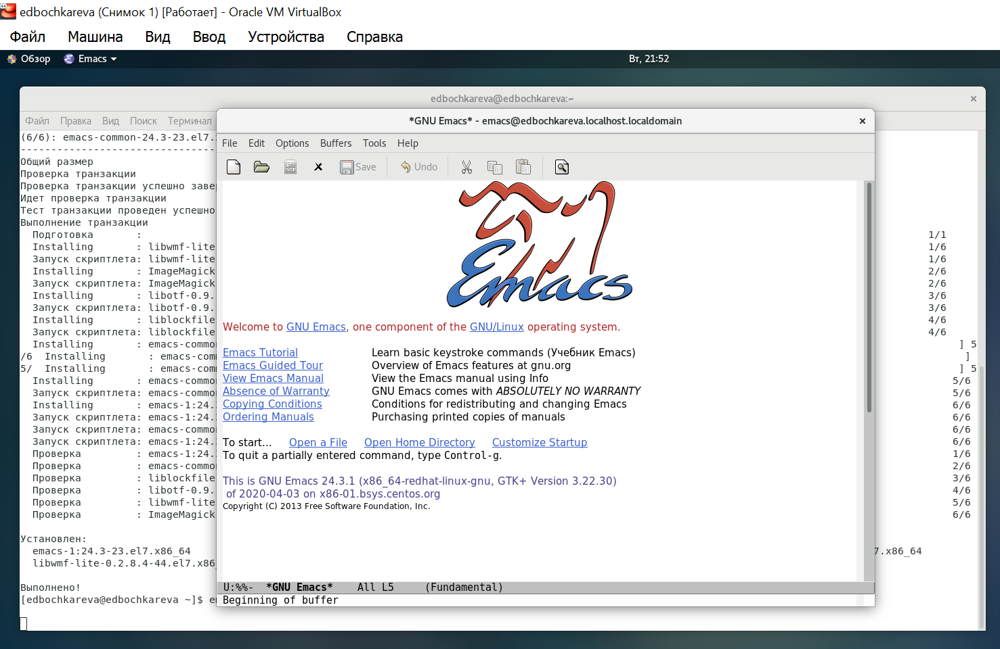 edbochkareva (Снимок 1) [Работает] - Oracle VM VirtualBox
Файл Машина Вид Ввод Устройства Справка
Обзор Emacs Вт, 21:52
edbochkareva@edbochkareva:~
Файл Правка Вид Поиск Терминал
*GNU Emacs* - emacs@edbochkareva.localhost.localdomain
File Edit Options Buffers Tools Help
Save Undo
Emacs
Welcome to GNU Emacs, one component of the GNU/Linux operating system.
Emacs Tutorial Learn basic keystroke commands (Учебник Emacs)
Emacs Guided Tour Overview of Emacs features at gnu.org
View Emacs Manual View the Emacs manual using Info
Absence of Warranty GNU Emacs comes with ABSOLUTELY NO WARRANTY
Copying Conditions Conditions for redistributing and changing Emacs
Ordering Manuals Purchasing printed copies of manuals
To start... Open a File Open Home Directory Customize Startup
To quit a partially entered command, type Control-g.
This is GNU Emacs 24.3.1 (x86_64-redhat-linux-gnu, GTK+ Version 3.22.30)
of 2020-04-03 on x86-01.bsys.centos.org
Copyright (C) 2013 Free Software Foundation, Inc.
U:%%- *GNU Emacs* All L5 (Fundamental)
Beginning of buffer
(6/6): emacs-common-24.3-23.el7.
--------------------------------
Общий размер
Проверка транзакции
Проверка транзакции успешно завер
Идет проверка транзакции
Тест транзакции проведен успешно
Выполнение транзакции
Подготовка : 1/1
Installing : libwmf-lite 1/6
Запуск скриптлета: libwmf-lite 1/6
Installing : ImageMagick 2/6
Запуск скриптлета: ImageMagick 2/6
Installing : libotf-0.9. 3/6
Запуск скриптлета: libotf-0.9. 3/6
Installing : liblockfile 4/6
Запуск скриптлета: liblockfile 4/6
Installing : emacs-common ] 5
/6 Installing : emacs-com ]
5/ Installing : emacs-com ] 5
Installing : emacs-common 5/6
Запуск скриптлета: emacs-common 5/6
Installing : emacs-1:24. 6/6
Запуск скриптлета: emacs-1:24. 6/6
Запуск скриптлета: emacs-common 6/6
Запуск скриптлета: emacs-1:24. 6/6
Проверка : emacs-1:24. 1/6
Проверка : emacs-common 2/6
Проверка : liblockfile 3/6
Проверка : libotf-0.9. 4/6
Проверка : libwmf-lite 5/6
Проверка : ImageMagick 6/6
Установлен:
emacs-1:24.3-23.el7.x86_64 7.x86_64
libwmf-lite-0.2.8.4-44.el7.x86_
Выполнено!
[edbochkareva@edbochkareva ~]$ e